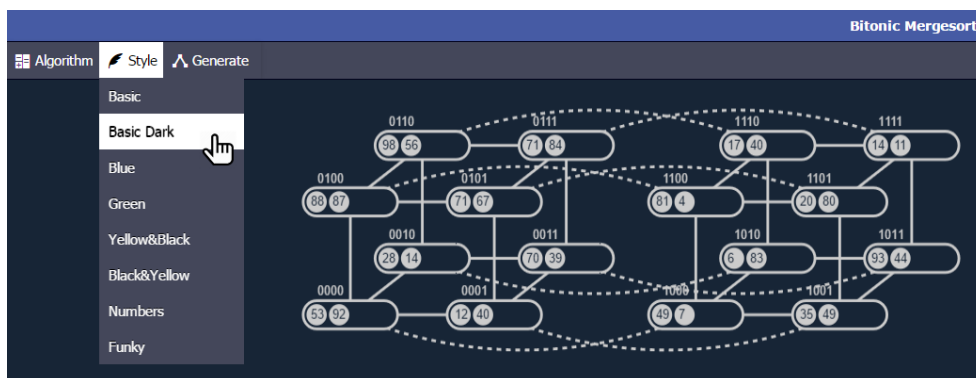 Bitonic Mergesort
Algorithm Style Generate
Basic
Basic Dark
Blue
Green
Yellow&Black
Black&Yellow
Numbers
Funky
0110 0111 1110 1111
98 56 71 84 17 40 14 11
0100 0101 1100 1101
88 87 71 67 81 4 20 80
0010 0011 1010 1011
28 14 70 39 6 83 93 44
0000 0001 1000 1001
53 92 12 40 49 7 35 49